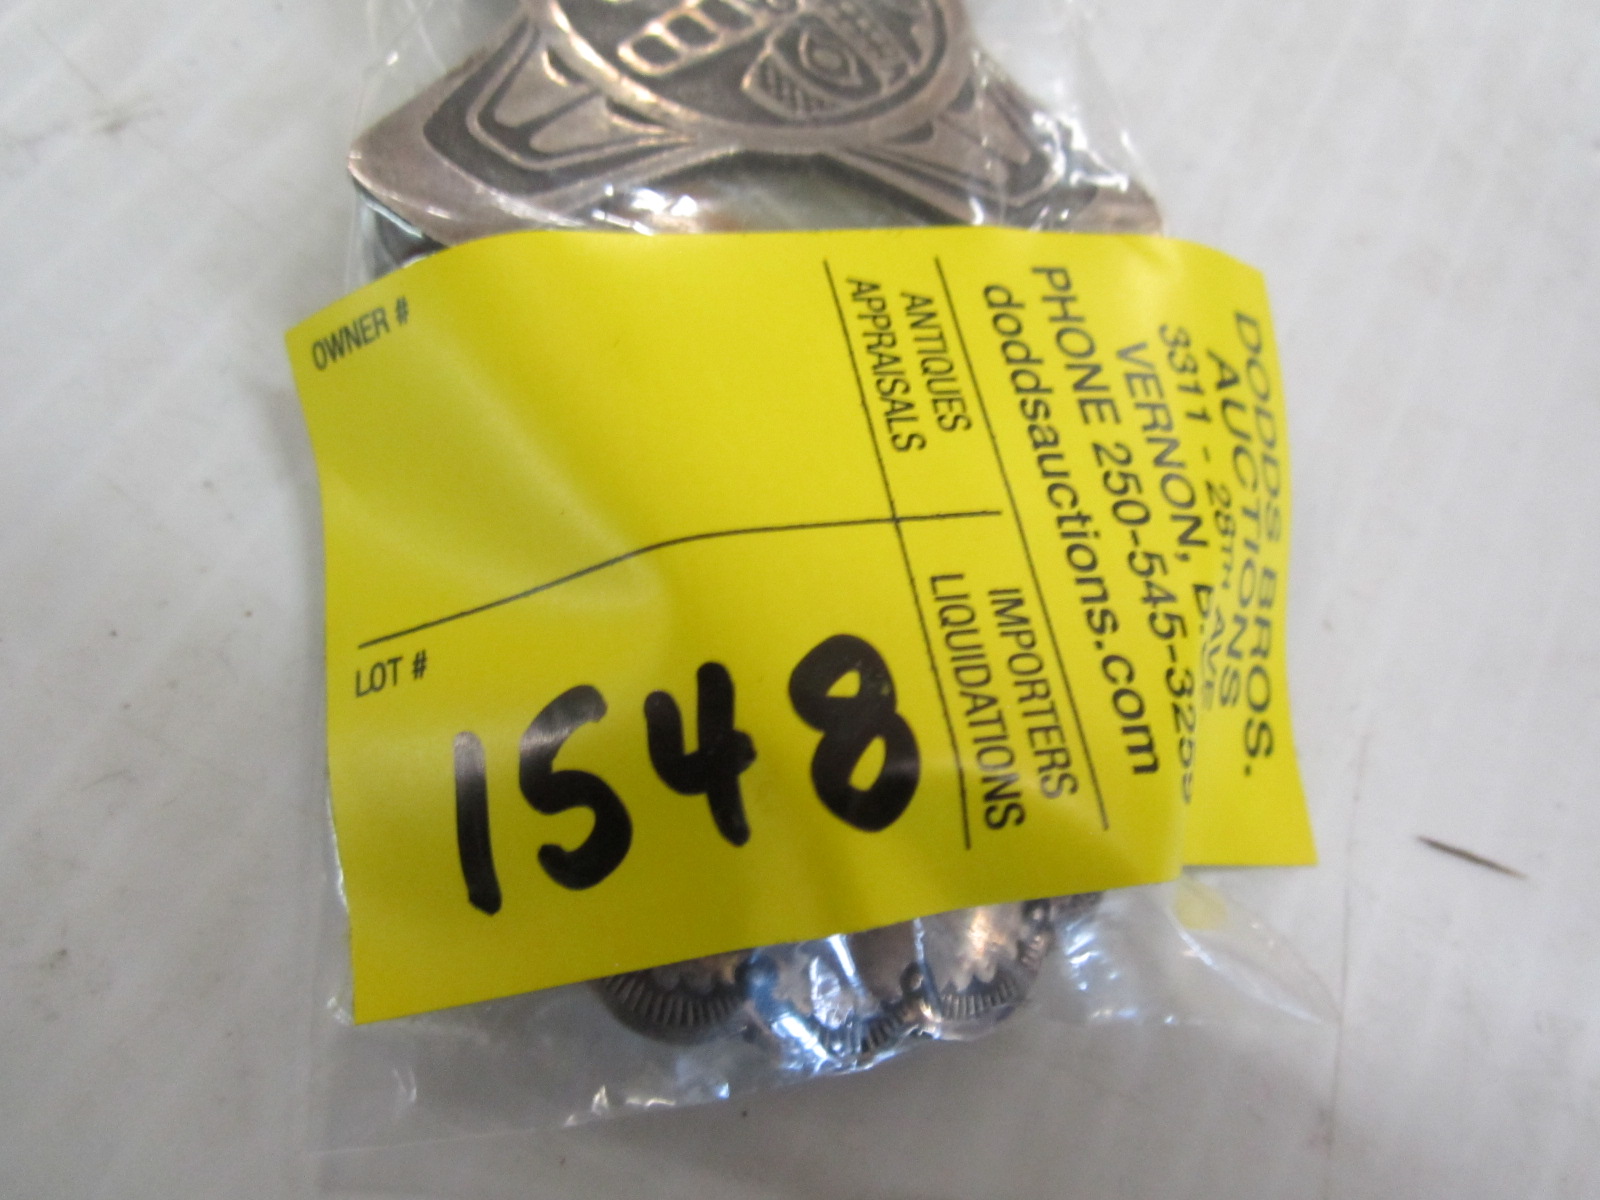 DODDS BROS.
AUCTIONS
3311 - 28TH AVE
VERNON, B.
PHONE 250-545-3259
doddsauctions.com
ANTIQUES
APPRAISALS
IMPORTERS
LIQUIDATIONS
OWNER #
LOT #
1548